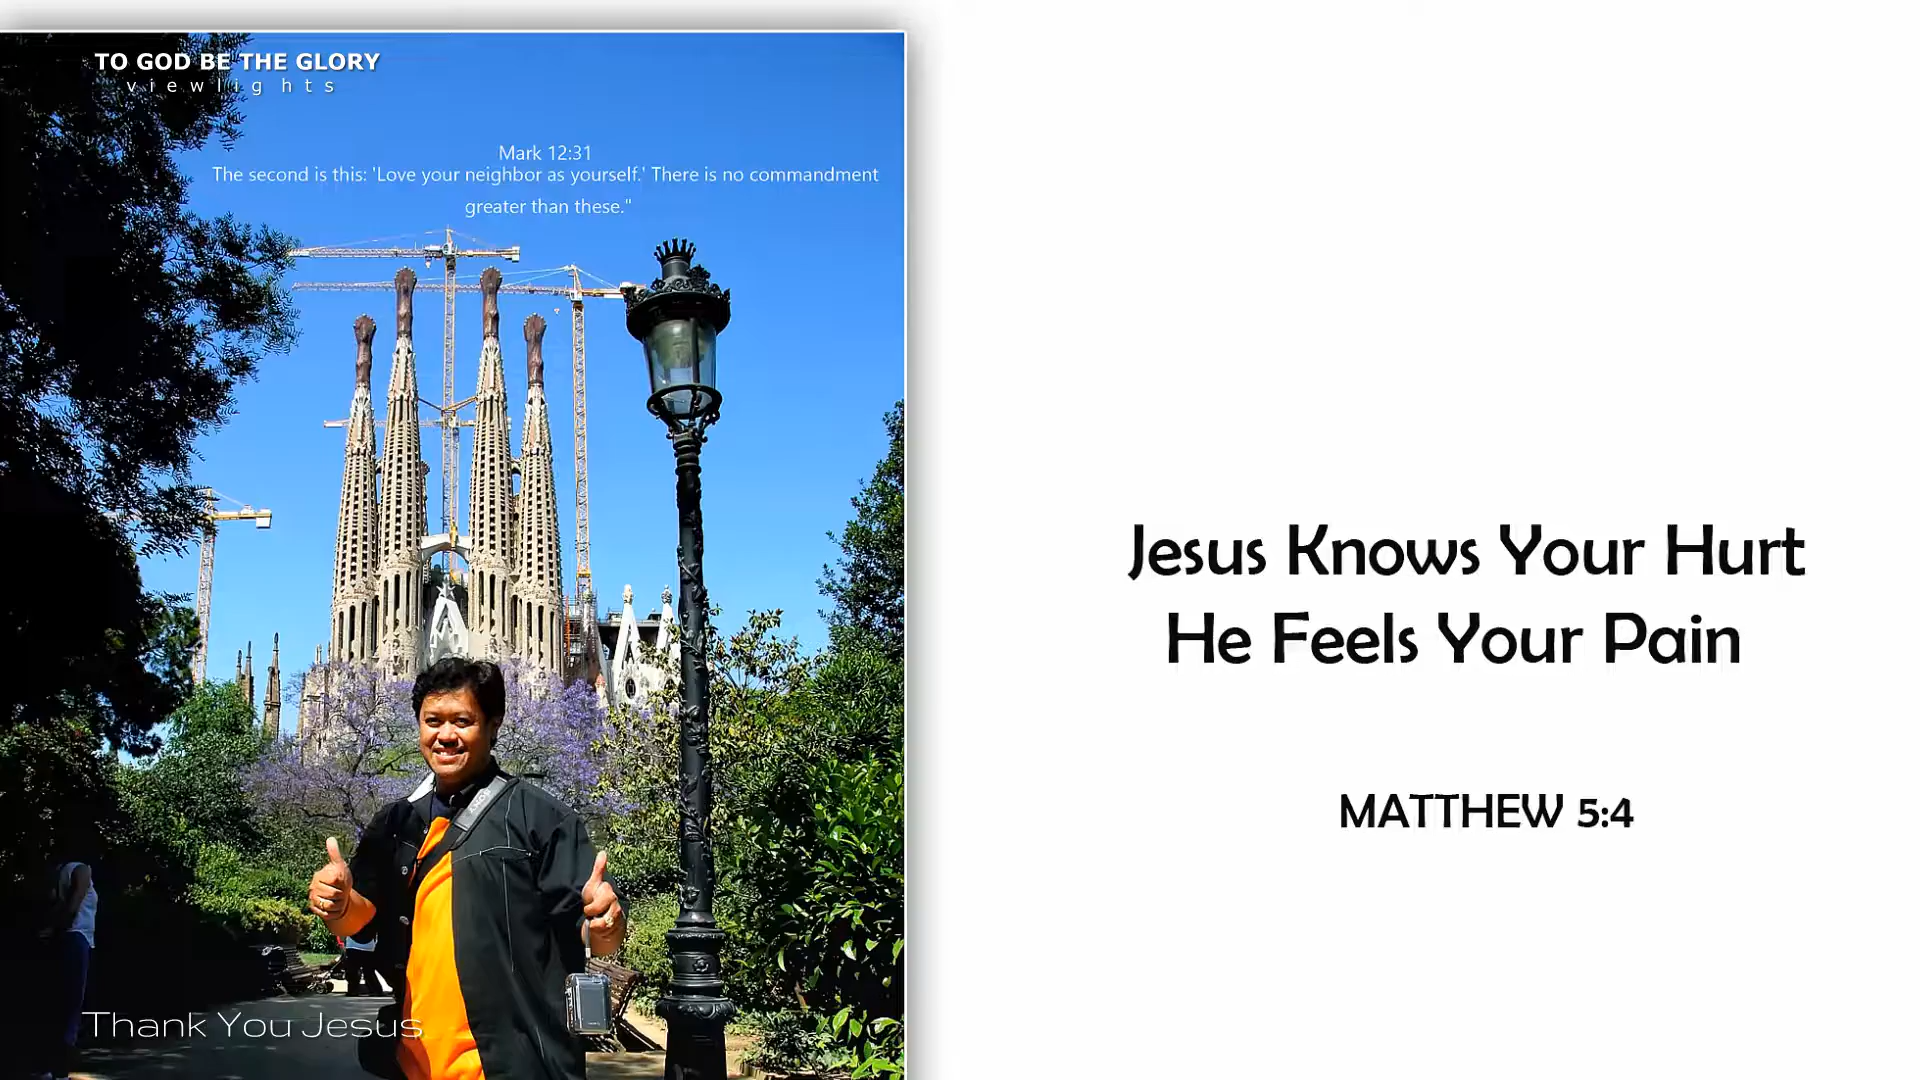 TO GOD BE THE GLORY
viewlights
Mark 12:31
The second is this: 'Love your neighbor as yourself.' There is no commandment
greater than these."
SONY
Thank You Jesus
Jesus Knows Your Hurt
He Feels Your Pain
MATTHEW 5:4